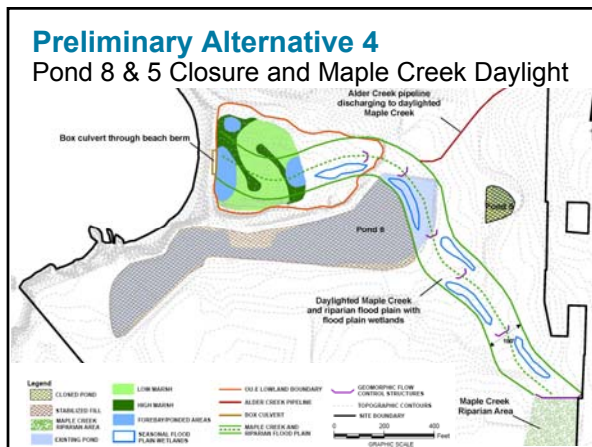 Preliminary Alternative 4
Pond 8 & 5 Closure and Maple Creek Daylight
Alder Creek pipeline
discharging to daylighted
Maple Creek
Box culvert through beach berm
Pond 5
Pond 8
Daylighted Maple Creek
and riparian flood plain with
flood plain wetlands
Maple Creek
Riparian Area
Legend
CLOSED POND
STABILIZED FILL
MAPLE CREEK
RIPARIAN AREA
EXISTING POND
LOW MARSH
HIGH MARSH
FOREBAY/PONDED AREAS
SEASONAL FLOOD
PLAIN WETLANDS
LOWLAND BOUNDARY
ALDER CREEK PIPELINE
BOX CULVERT
MAPLE CREEK AND
RIPARIAN FLOOD PLAIN
GEOMORPHIC FLOW
CONTROL STRUCTURES
TOPOGRAPHIC CONTOURS
SITE BOUNDARY
0 200 400
Feet
GRAPHIC SCALE